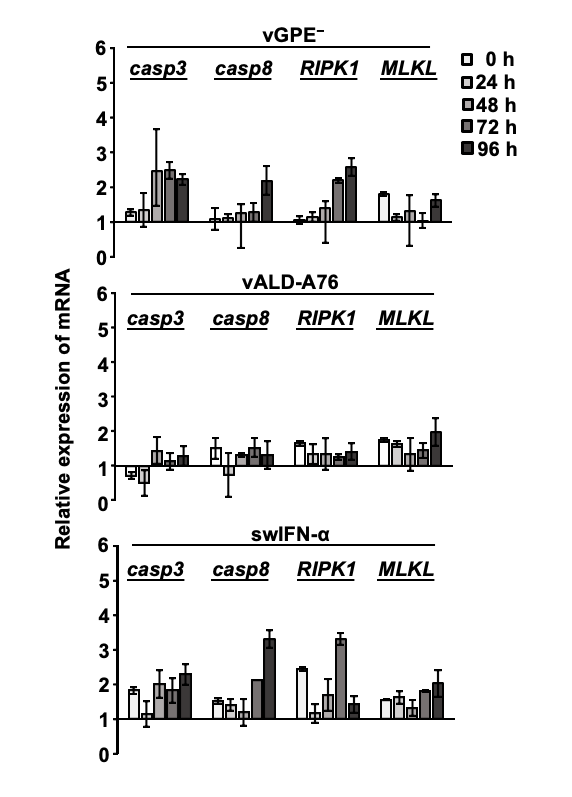 vGPE⁻
casp3 casp8 RIPK1 MLKL
0 h
24 h
48 h
72 h
96 h
6
5
4
3
2
1
0
Relative expression of mRNA
vALD-A76
casp3 casp8 RIPK1 MLKL
6
5
4
3
2
1
0
swIFN-α
casp3 casp8 RIPK1 MLKL
6
5
4
3
2
1
0